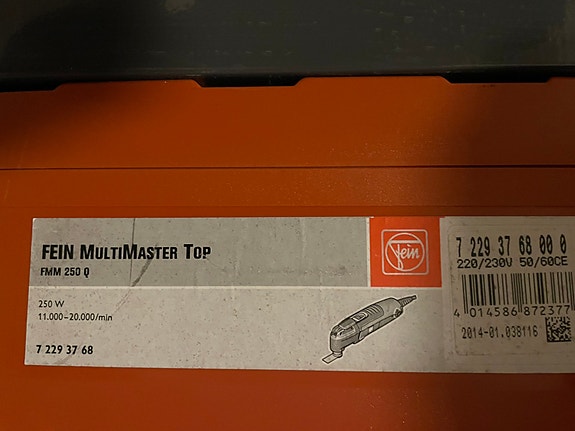 FEIN MULTIMASTER TOP
FMM 250 Q
250 W
11.000–20.000/min
7 229 37 68
Fein
7 229 37 68 00 0
220/230V 50/60CE
4 014586 872377
2014-01.038116